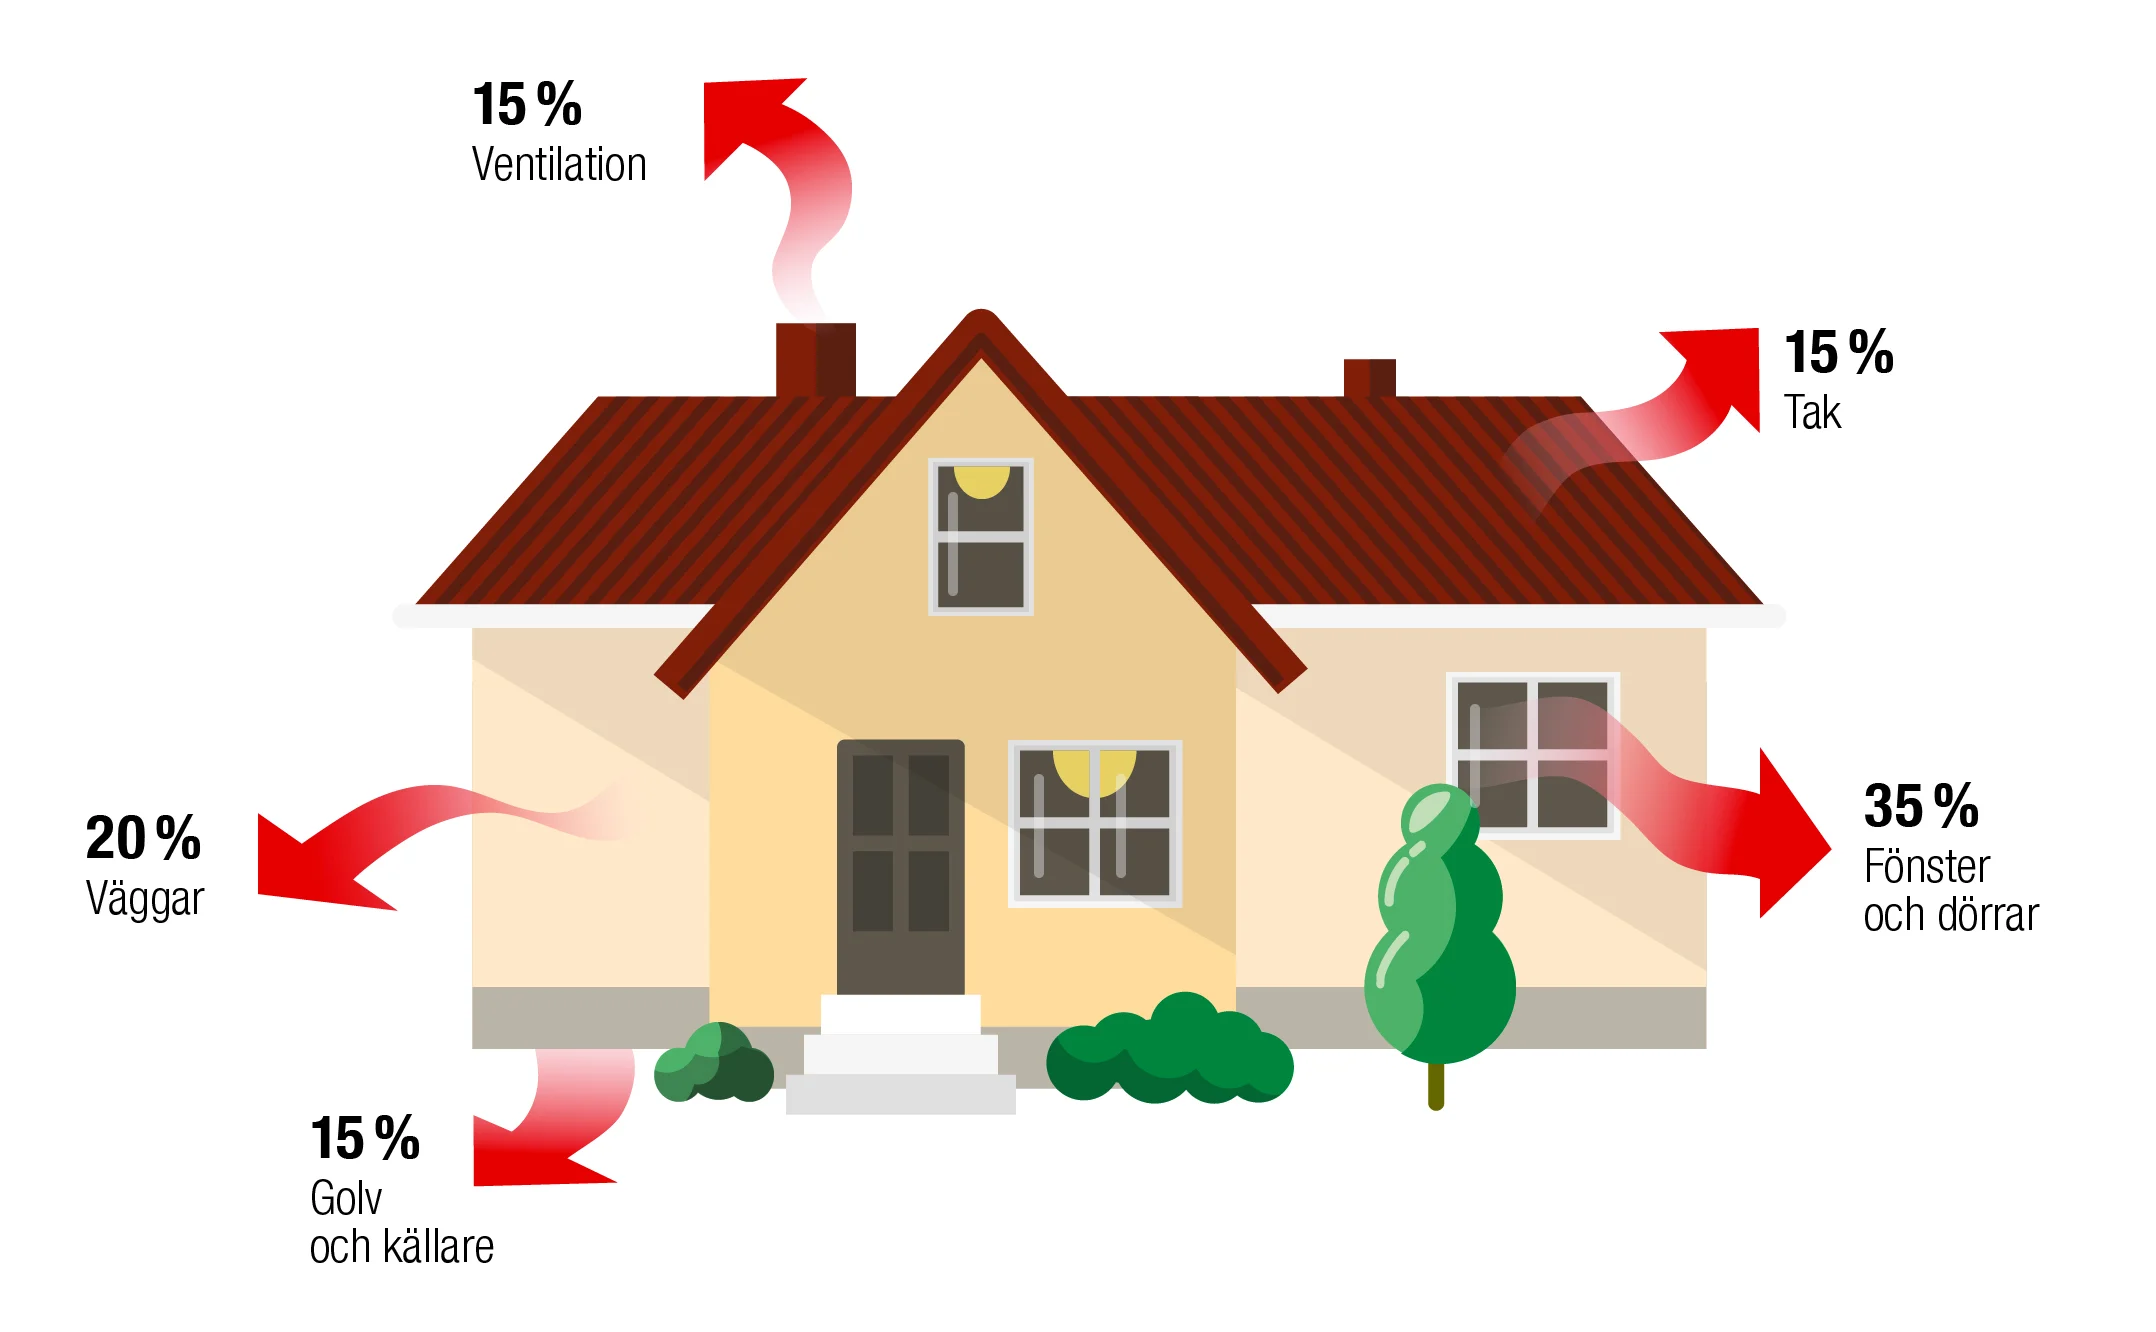 15 %
Ventilation
15 %
Tak
20 %
Väggar
35 %
Fönster
och dörrar
15 %
Golv
och källare